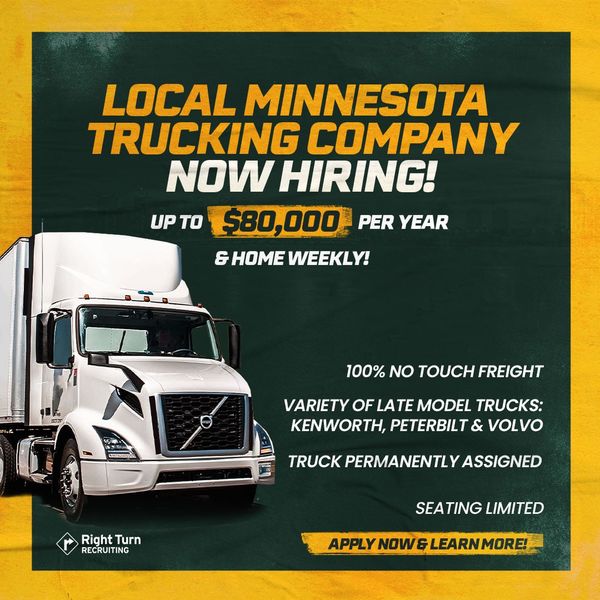 LOCAL MINNESOTA
TRUCKING COMPANY
NOW HIRING!
UP TO $80,000 PER YEAR
& HOME WEEKLY!
100% NO TOUCH FREIGHT
VARIETY OF LATE MODEL TRUCKS:
KENWORTH, PETERBILT & VOLVO
TRUCK PERMANENTLY ASSIGNED
SEATING LIMITED
APPLY NOW & LEARN MORE!
Right Turn
RECRUITING